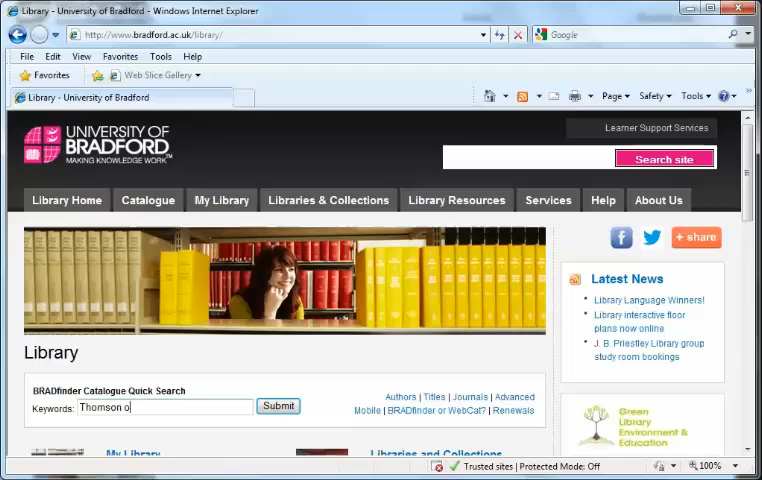 Library - University of Bradford - Windows Internet Explorer
http://www.bradford.ac.uk/library/
Google
File Edit View Favorites Tools Help
Favorites Web Slice Gallery
Library - University of Bradford
Page Safety Tools
Learner Support Services
UNIVERSITY OF
BRADFORD
MAKING KNOWLEDGE WORK™
Search site
Library Home Catalogue My Library Libraries & Collections Library Resources Services Help About Us
+ share
Latest News
Library Language Winners!
Library interactive floor
plans now online
J. B. Priestley Library group
study room bookings
Library
BRADfinder Catalogue Quick Search
Keywords: Thomson o Submit
Authors | Titles | Journals | Advanced
Mobile | BRADfinder or WebCat? | Renewals
Green
Library
Environment &
Education
My Library
Libraries and Collections
Trusted sites | Protected Mode: Off
100%